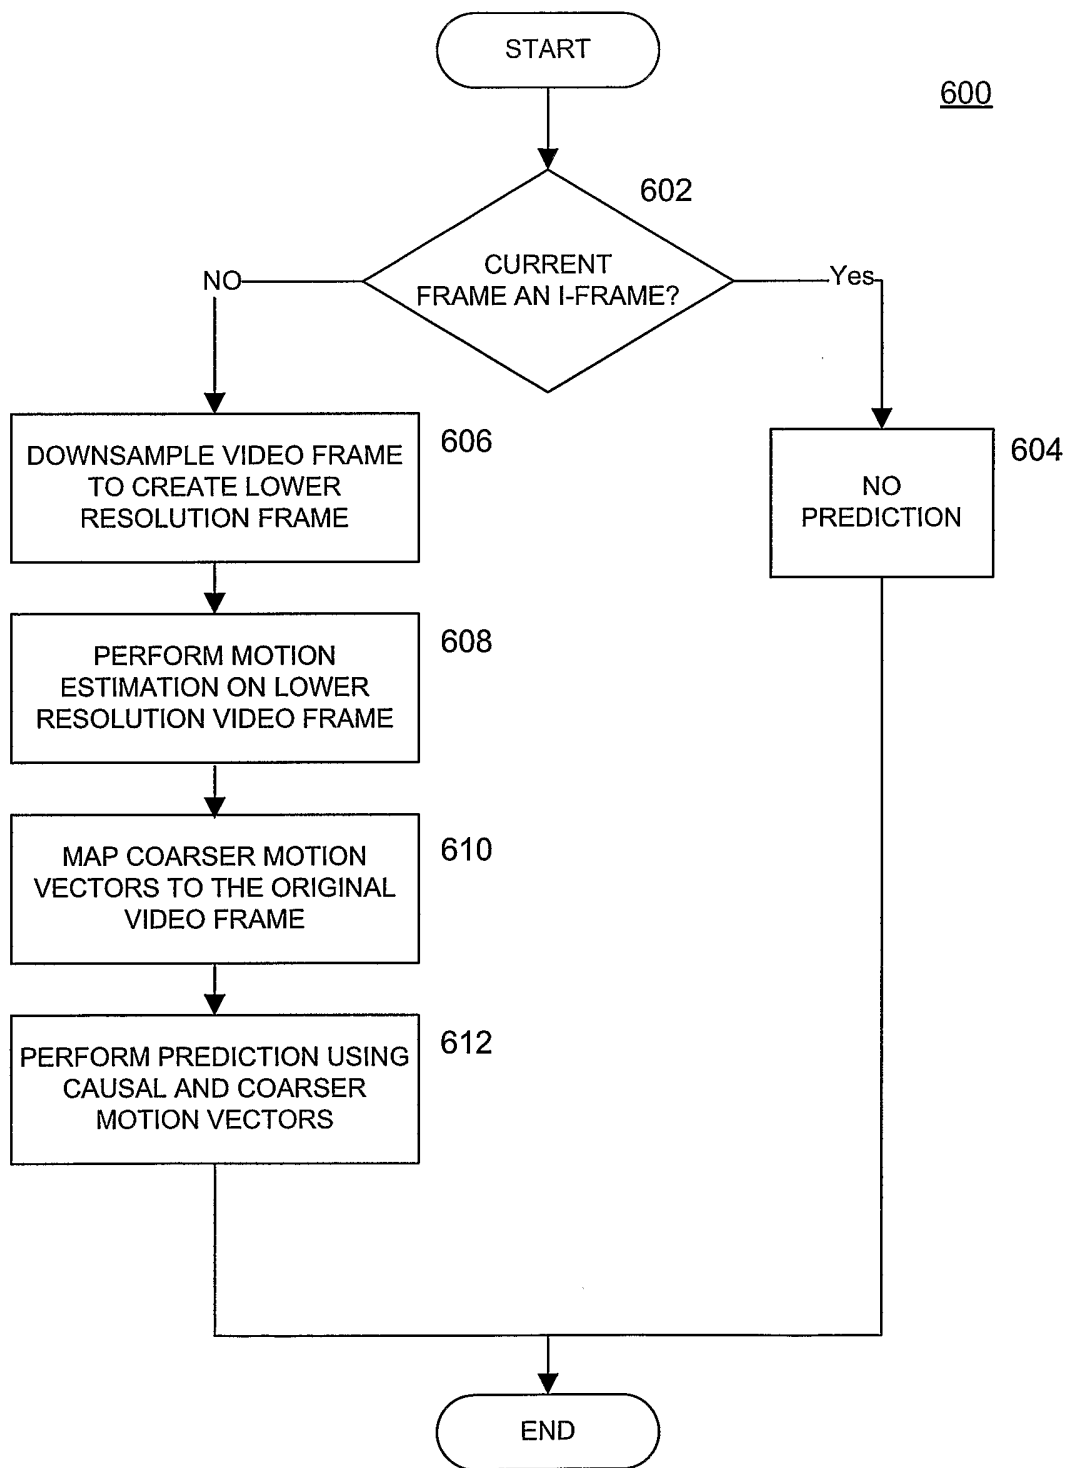 START
600
602
CURRENT
FRAME AN I-FRAME?
NO
Yes
606
DOWNSAMPLE VIDEO FRAME
TO CREATE LOWER
RESOLUTION FRAME
604
NO
PREDICTION
608
PERFORM MOTION
ESTIMATION ON LOWER
RESOLUTION VIDEO FRAME
610
MAP COARSER MOTION
VECTORS TO THE ORIGINAL
VIDEO FRAME
612
PERFORM PREDICTION USING
CAUSAL AND COARSER
MOTION VECTORS
END